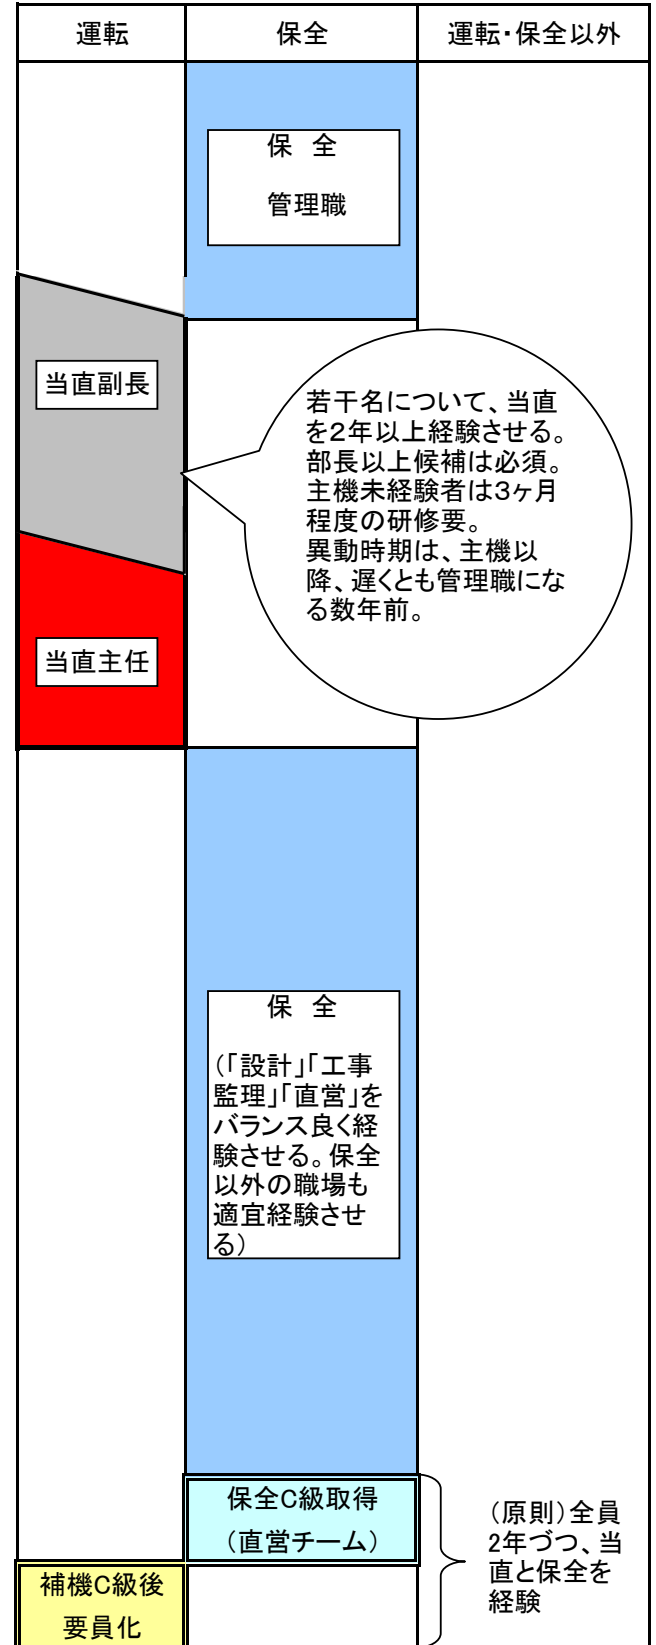 運転
保全
運転・保全以外
保　全
管理職
当直副長
若干名について、当直
を２年以上経験させる。
部長以上候補は必須。
主機未経験者は３ヶ月
程度の研修要。
異動時期は、主機以
降、遅くとも管理職にな
る数年前。
当直主任
保　全
（「設計」「工事
監理」「直営」を
バランス良く経
験させる。保全
以外の職場も
適宜経験させ
る）
保全C級取得
（直営チーム）
（原則）全員
2年づつ、当
直と保全を
経験
補機C級後
要員化